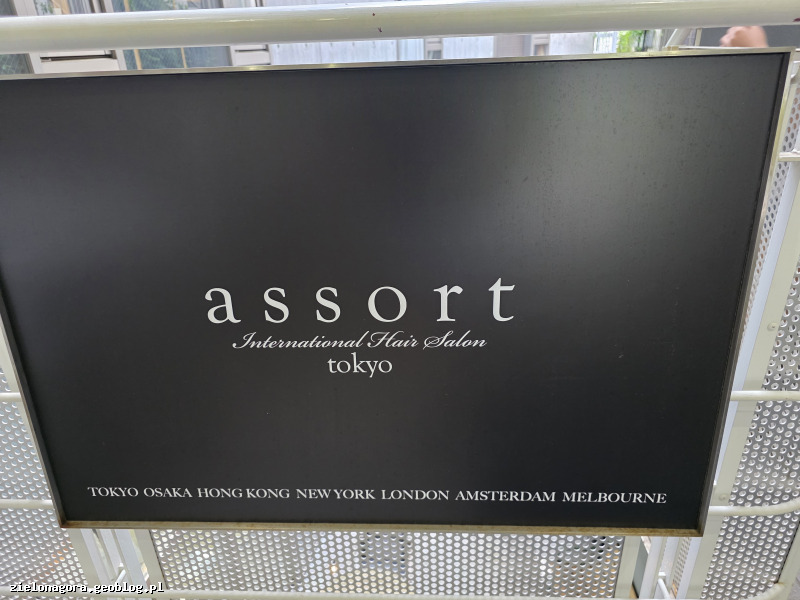 assort
International Hair Salon
tokyo
TOKYO OSAKA HONG KONG NEW YORK LONDON AMSTERDAM MELBOURNE
zielonagora.geoblog.pl